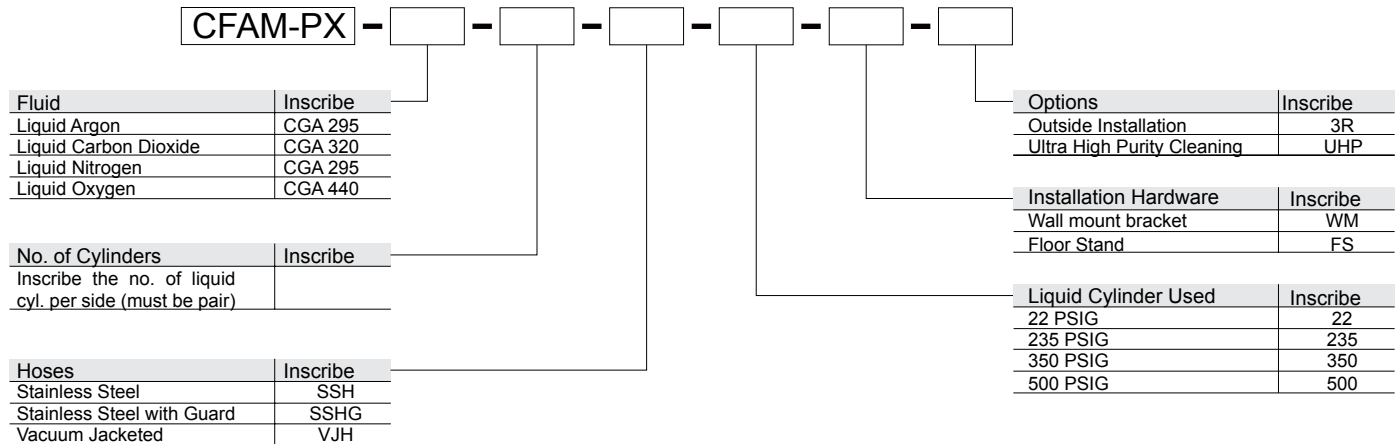 CFAM-PX - - - - - -
Fluid Inscribe
Liquid Argon CGA 295
Liquid Carbon Dioxide CGA 320
Liquid Nitrogen CGA 295
Liquid Oxygen CGA 440
No. of Cylinders Inscribe
Inscribe the no. of liquid
cyl. per side (must be pair)
Hoses Inscribe
Stainless Steel SSH
Stainless Steel with Guard SSHG
Vacuum Jacketed VJH
Options Inscribe
Outside Installation 3R
Ultra High Purity Cleaning UHP
Installation Hardware Inscribe
Wall mount bracket WM
Floor Stand FS
Liquid Cylinder Used Inscribe
22 PSIG 22
235 PSIG 235
350 PSIG 350
500 PSIG 500